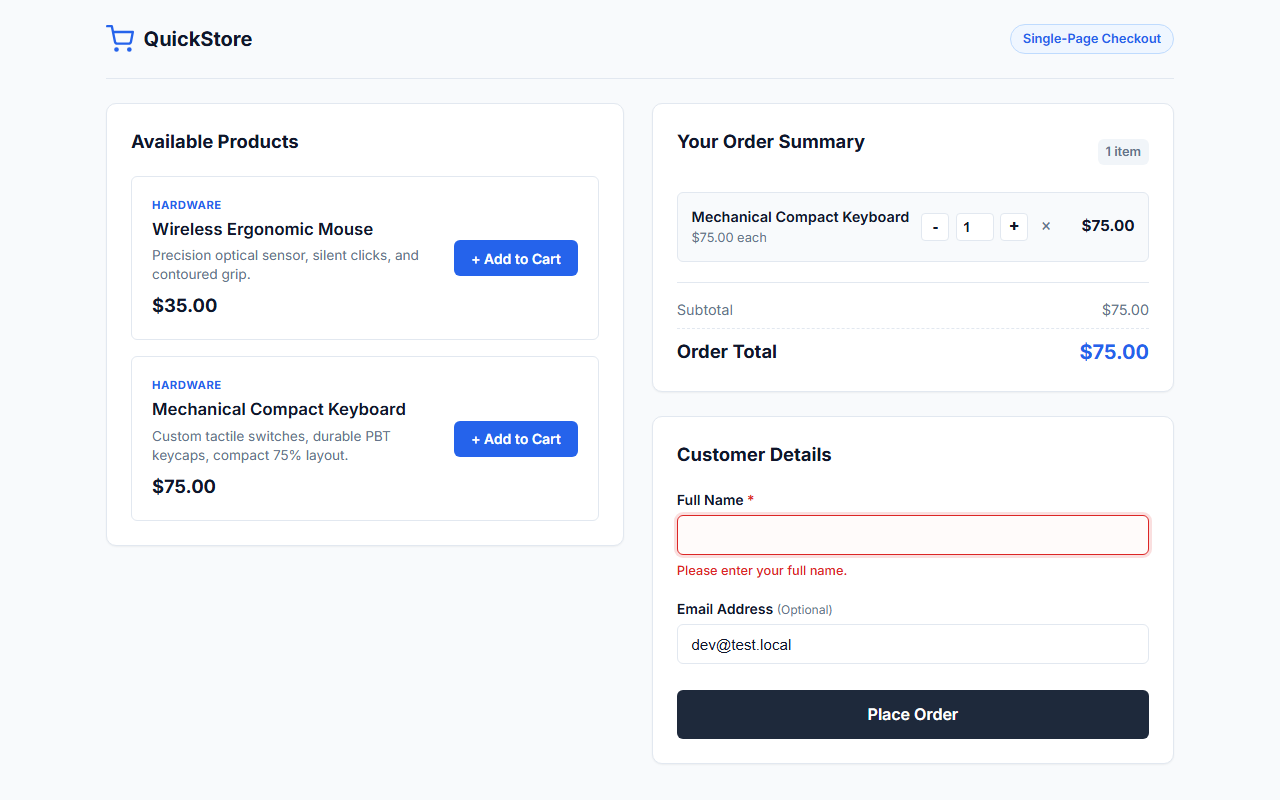 QuickStore
Single-Page Checkout
Available Products
HARDWARE
Wireless Ergonomic Mouse
Precision optical sensor, silent clicks, and
contoured grip.
$35.00
+ Add to Cart
HARDWARE
Mechanical Compact Keyboard
Custom tactile switches, durable PBT
keycaps, compact 75% layout.
$75.00
+ Add to Cart
Your Order Summary
1 item
Mechanical Compact Keyboard
$75.00 each
- 1 + × $75.00
Subtotal $75.00
Order Total $75.00
Customer Details
Full Name *
Please enter your full name.
Email Address (Optional)
dev@test.local
Place Order